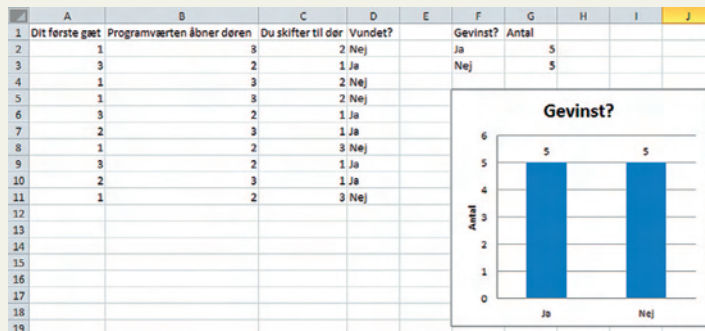 A B C D E F G H I J
1 Dit første gæt Programværten åbner døren Du skifter til dør Vundet? Gevinst? Antal
2 1 3 2 Nej Ja 5
3 3 2 1 Ja Nej 5
4 1 3 2 Nej
5 1 3 2 Nej
6 3 2 1 Ja
7 2 3 1 Ja
8 1 2 3 Nej
9 3 2 1 Ja
10 2 3 1 Ja
11 1 2 3 Nej
12
13
14
15
16
17
18
19
Gevinst?
6
5
4
3
2
1
0
Antal
5 5
Ja Nej